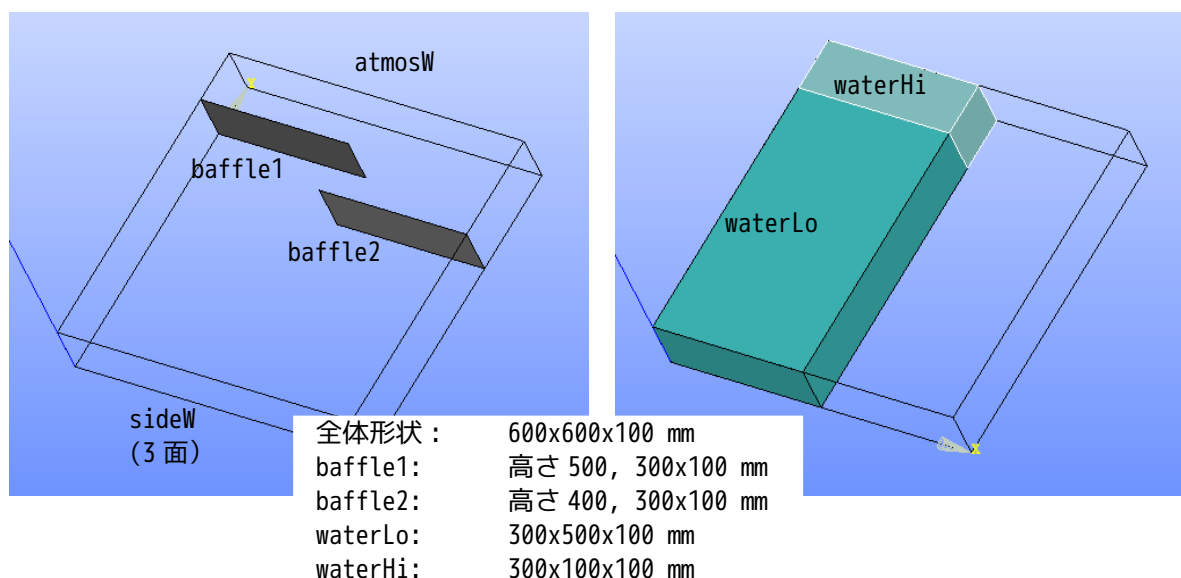 atmosW
baffle1
baffle2
sideW
(3面)
waterHi
waterLo
X
全体形状: 600x600x100 mm
baffle1: 高さ500, 300x100 mm
baffle2: 高さ400, 300x100 mm
waterLo: 300x500x100 mm
waterHi: 300x100x100 mm